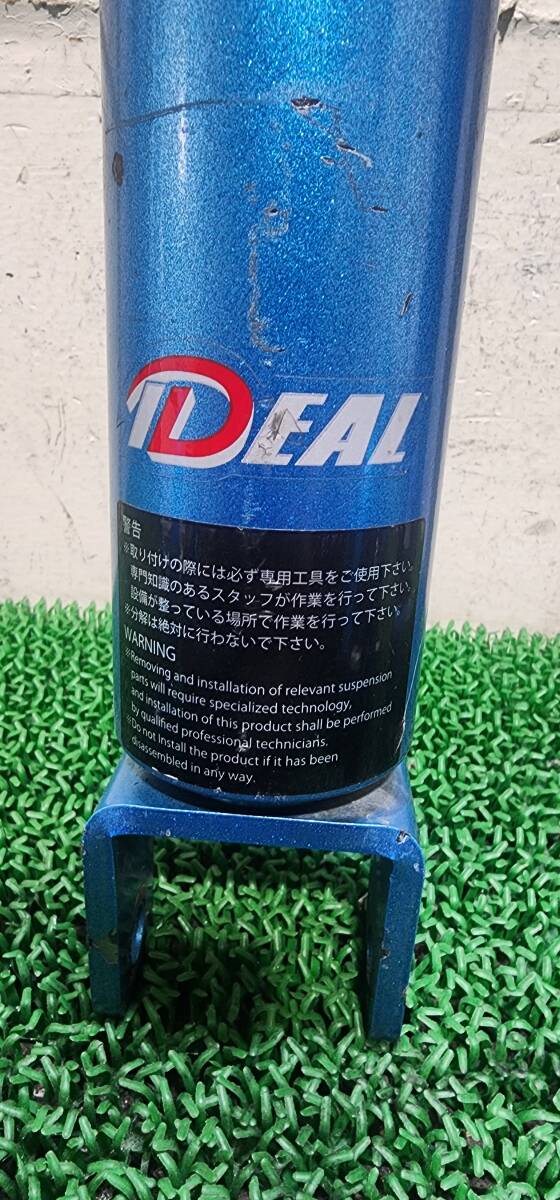 IDEAL
警告
※取り付けの際には必ず専用工具をご使用下さい。
専門知識のあるスタッフが作業を行って下さい。
設備が整っている場所で作業を行って下さい。
※分解は絶対に行わないで下さい。
WARNING
※Removing and installation of relevant suspension
parts will require specialized technology,
and installation of this product shall be performed
by qualified professional technicians.
※Do not Install the product if it has been
disassembled in any way.